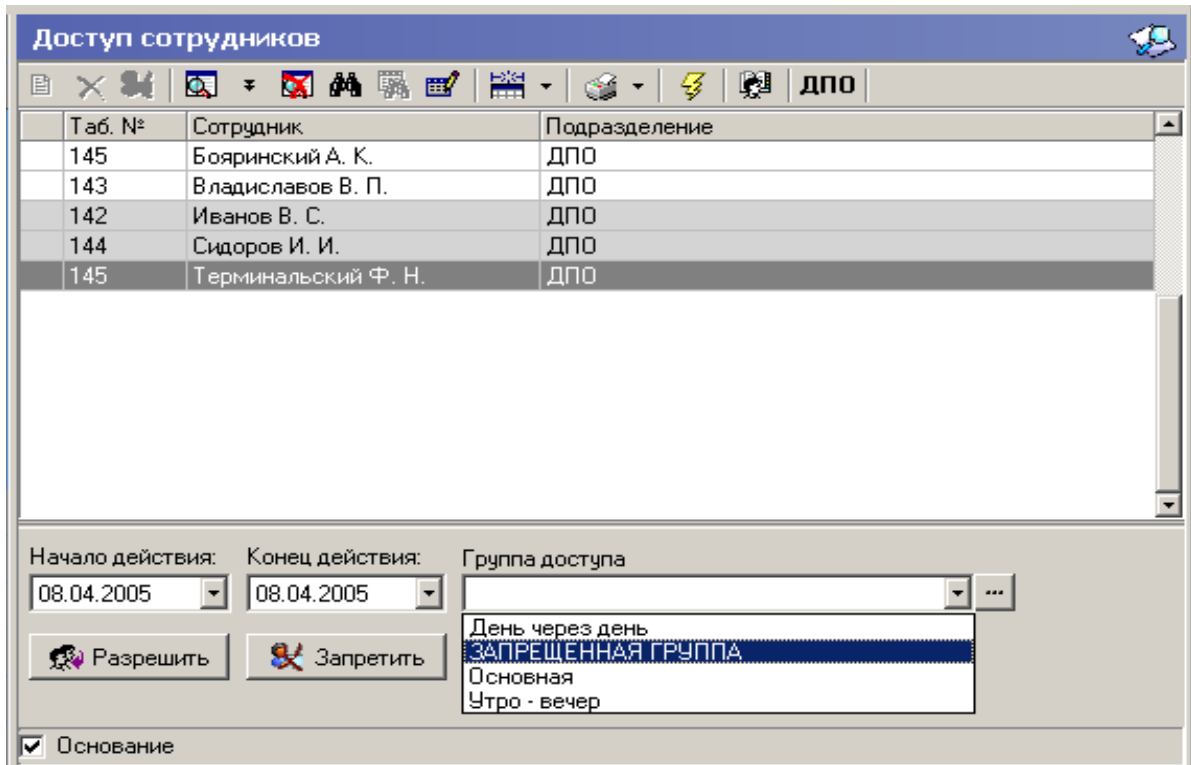 Доступ сотрудников
ДПО
Таб. № Сотрудник Подразделение
145 Бояринский А. К. ДПО
143 Владиславов В. П. ДПО
142 Иванов В. С. ДПО
144 Сидоров И. И. ДПО
145 Терминальский Ф. Н. ДПО
Начало действия: Конец действия: Группа доступа
08.04.2005 08.04.2005 ...
День через день
Разрешить Запретить ЗАПРЕЩЕННАЯ ГРУППА
Основная
Утро - вечер
Основание